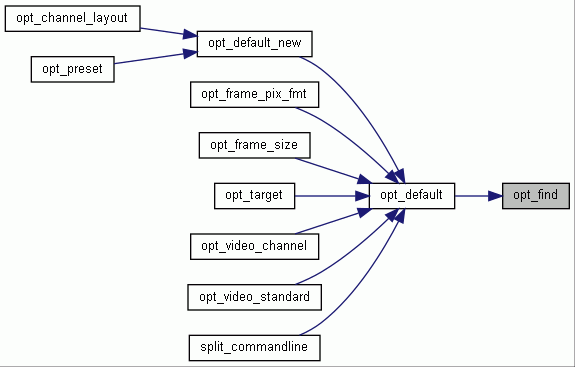 opt_channel_layout
opt_default_new
opt_preset
opt_frame_pix_fmt
opt_frame_size
opt_target
opt_default
opt_find
opt_video_channel
opt_video_standard
split_commandline